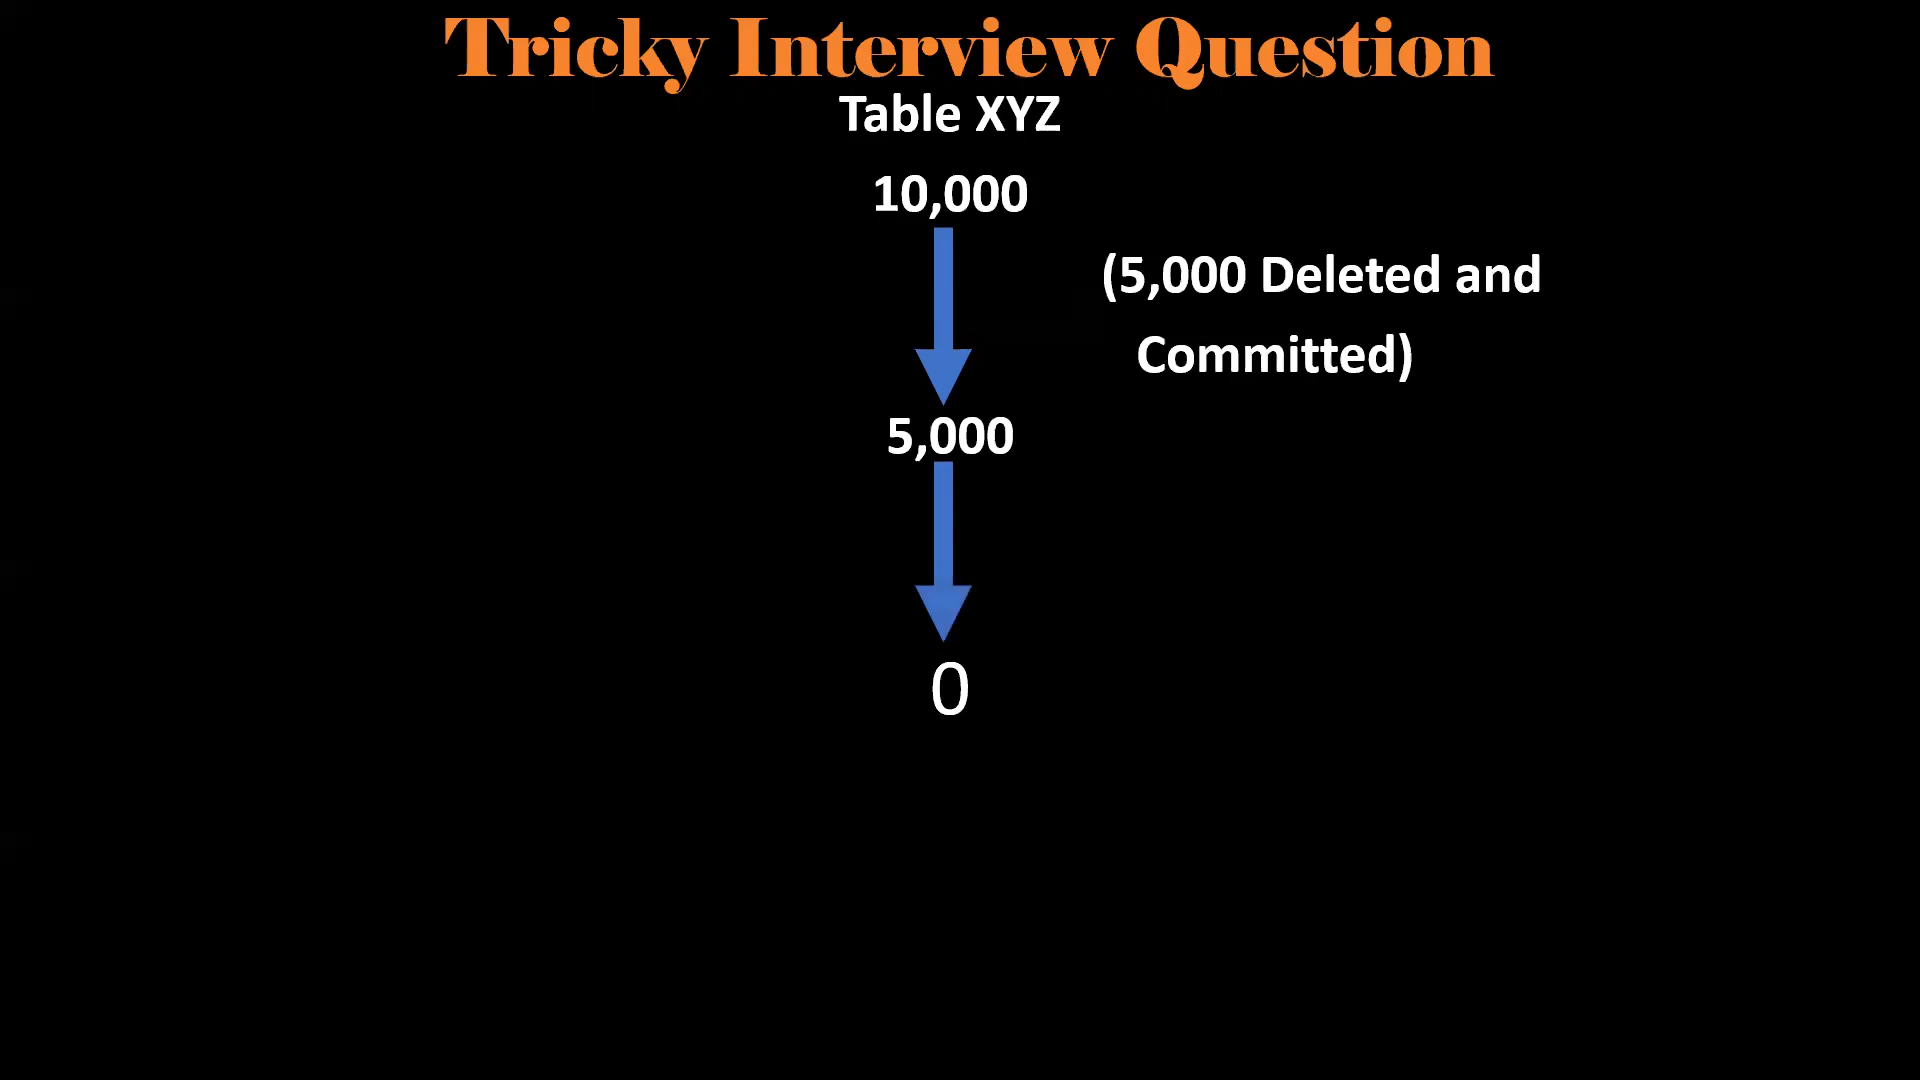 Tricky Interview Question
Table XYZ
10,000
(5,000 Deleted and
Committed)
5,000
0